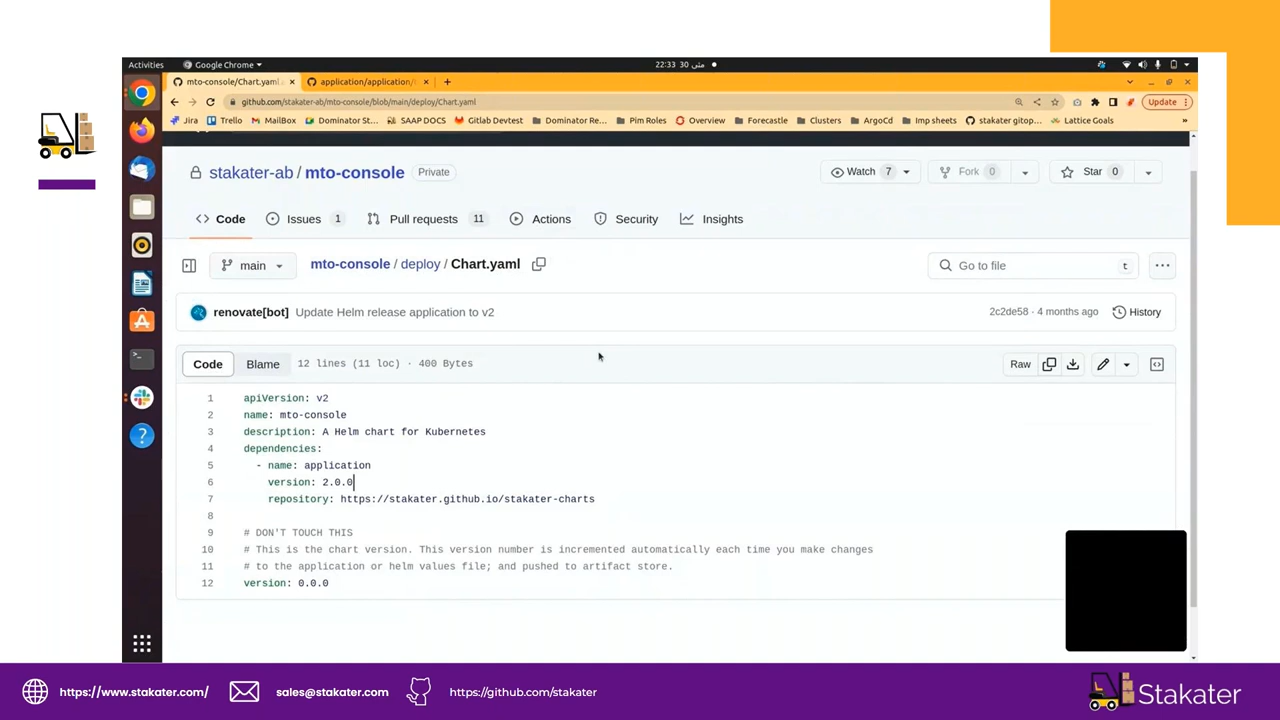 Activities
Google Chrome
22:33 30 مئی
mto-console/Chart.yaml
application/application/
github.com/stakater-ab/mto-console/blob/main/deploy/Chart.yaml
Update
Jira
Trello
MailBox
Dominator St...
SAAP DOCS
Gitlab Devtest
Dominator Re...
Pim Roles
Overview
Forecastle
Clusters
ArgoCd
Imp sheets
stakater gitop...
Lattice Goals
»
stakater-ab / mto-console Private
Watch 7
Fork 0
Star 0
Code
Issues 1
Pull requests 11
Actions
Security
Insights
main
mto-console / deploy / Chart.yaml
Go to file t
renovate[bot] Update Helm release application to v2
2c2de58 · 4 months ago
History
Code
Blame
12 lines (11 loc) · 400 Bytes
Raw
1 apiVersion: v2
2 name: mto-console
3 description: A Helm chart for Kubernetes
4 dependencies:
5 - name: application
6 version: 2.0.0
7 repository: https://stakater.github.io/stakater-charts
8
9 # DON'T TOUCH THIS
10 # This is the chart version. This version number is incremented automatically each time you make changes
11 # to the application or helm values file; and pushed to artifact store.
12 version: 0.0.0
https://www.stakater.com/
sales@stakater.com
https://github.com/stakater
Stakater